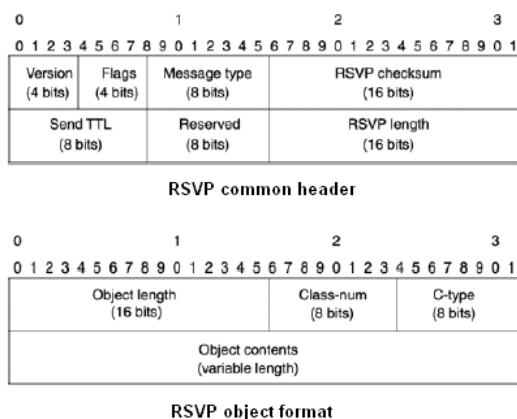 0 1 2 3
0 1 2 3 4 5 6 7 8 9 0 1 2 3 4 5 6 7 8 9 0 1 2 3 4 5 6 7 8 9 0 1
Version Flags Message type RSVP checksum
(4 bits) (4 bits) (8 bits) (16 bits)
Send TTL Reserved RSVP length
(8 bits) (8 bits) (16 bits)
RSVP common header
0 1 2 3
0 1 2 3 4 5 6 7 8 9 0 1 2 3 4 5 6 7 8 9 0 1 2 3 4 5 6 7 8 9 0 1
Object length Class-num C-type
(16 bits) (8 bits) (8 bits)
Object contents
(variable length)
RSVP object format